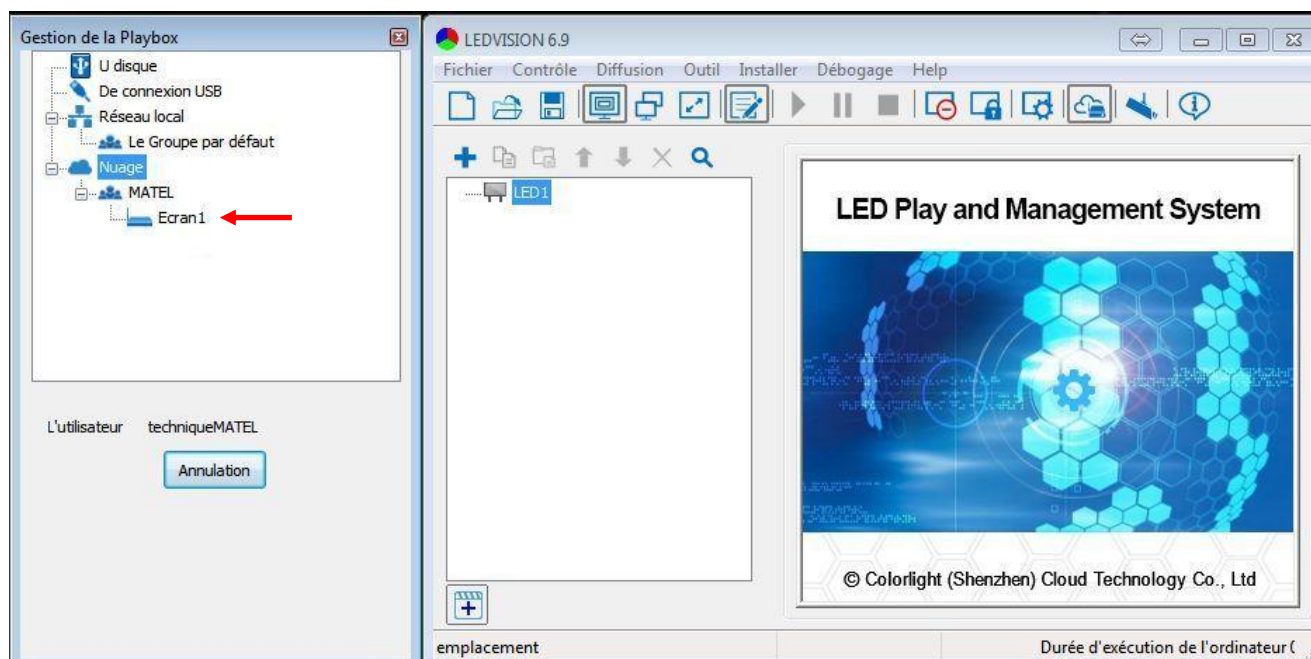 Gestion de la Playbox
U disque
De connexion USB
Réseau local
Le Groupe par défaut
Nuage
MATEL
Ecran1
L'utilisateur techniqueMATEL
Annulation
LEDVISION 6.9
Fichier Contrôle Diffusion Outil Installer Débogage Help
LED1
LED Play and Management System
© Colorlight (Shenzhen) Cloud Technology Co., Ltd
emplacement
Durée d'exécution de l'ordinateur (